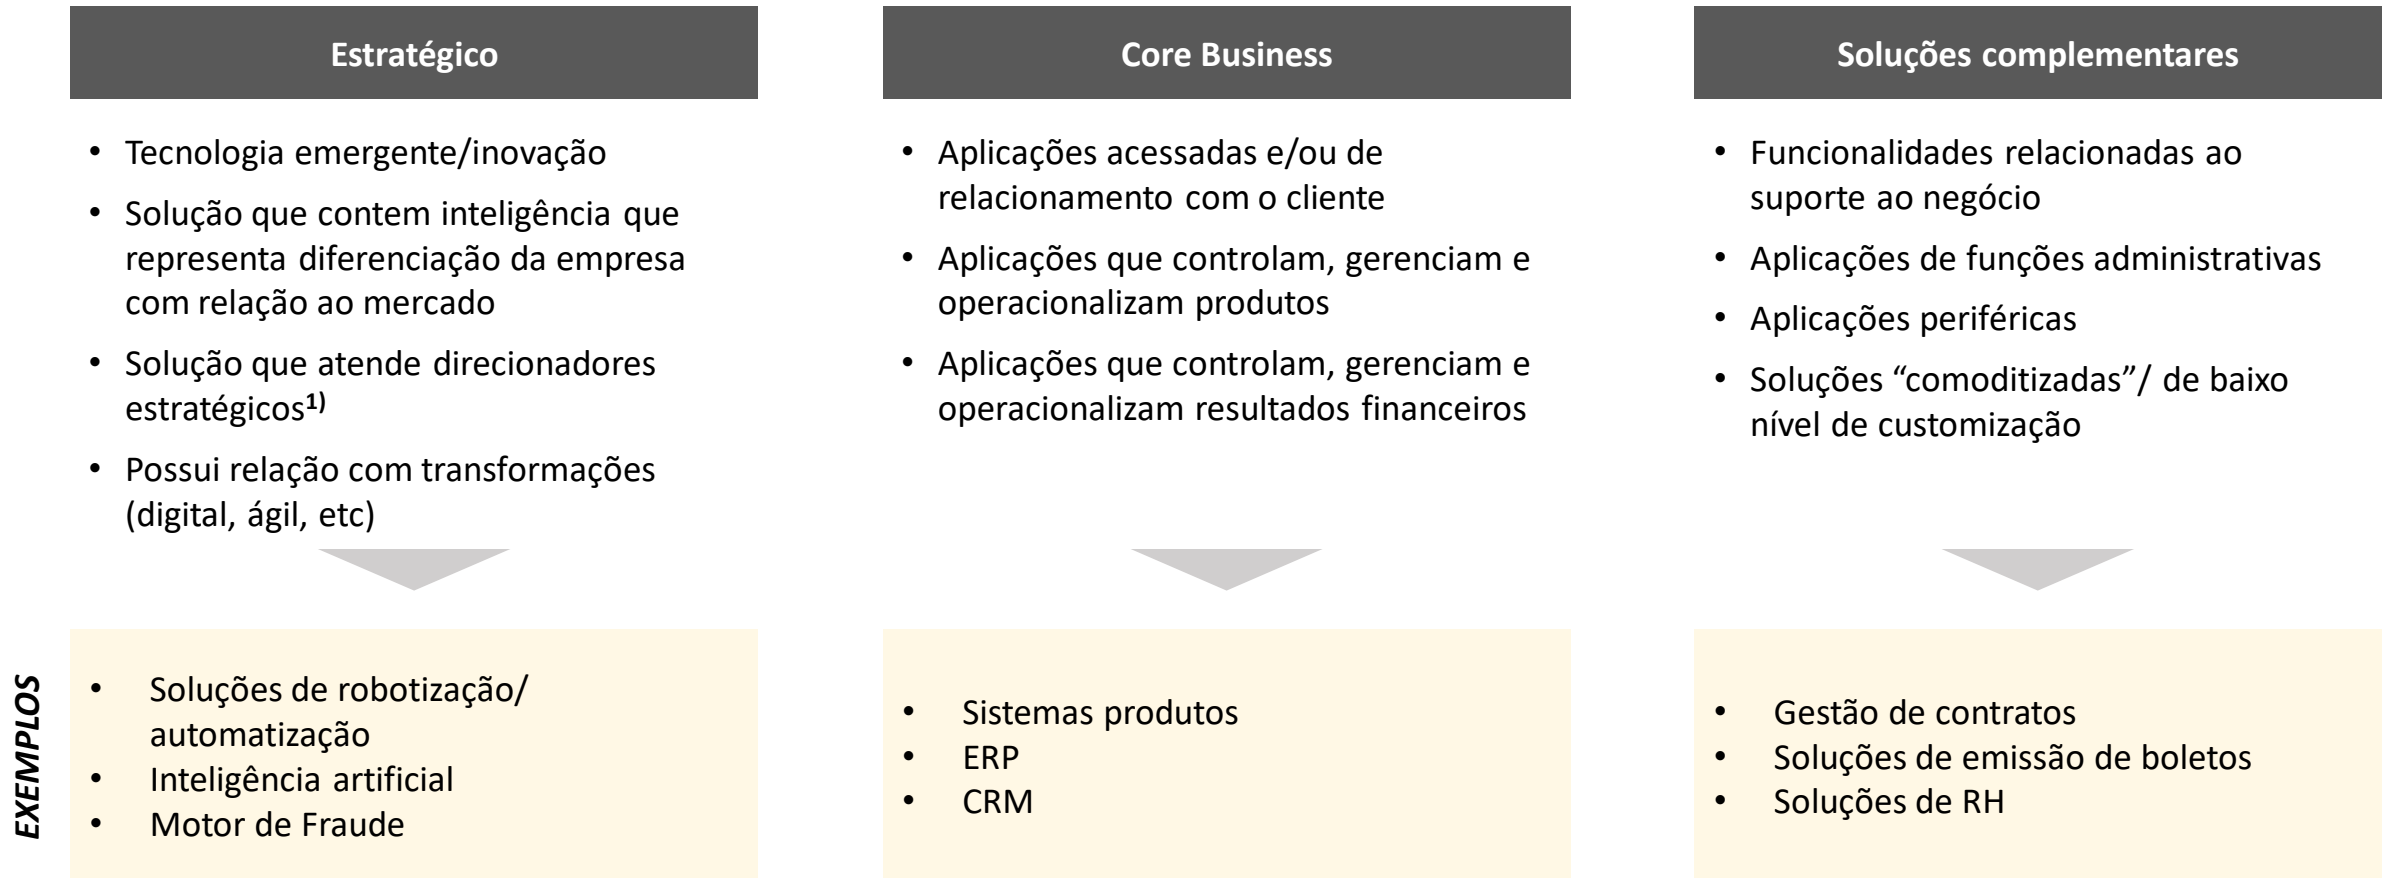 Estratégico
• Tecnologia emergente/inovação
• Solução que contem inteligência que
representa diferenciação da empresa
com relação ao mercado
• Solução que atende direcionadores
estratégicos1)
• Possui relação com transformações
(digital, ágil, etc)
Core Business
• Aplicações acessadas e/ou de
relacionamento com o cliente
• Aplicações que controlam, gerenciam e
operacionalizam produtos
• Aplicações que controlam, gerenciam e
operacionalizam resultados financeiros
Soluções complementares
• Funcionalidades relacionadas ao
suporte ao negócio
• Aplicações de funções administrativas
• Aplicações periféricas
• Soluções “comoditizadas”/ de baixo
nível de customização
EXEMPLOS
• Soluções de robotização/
automatização
• Inteligência artificial
• Motor de Fraude
• Sistemas produtos
• ERP
• CRM
• Gestão de contratos
• Soluções de emissão de boletos
• Soluções de RH